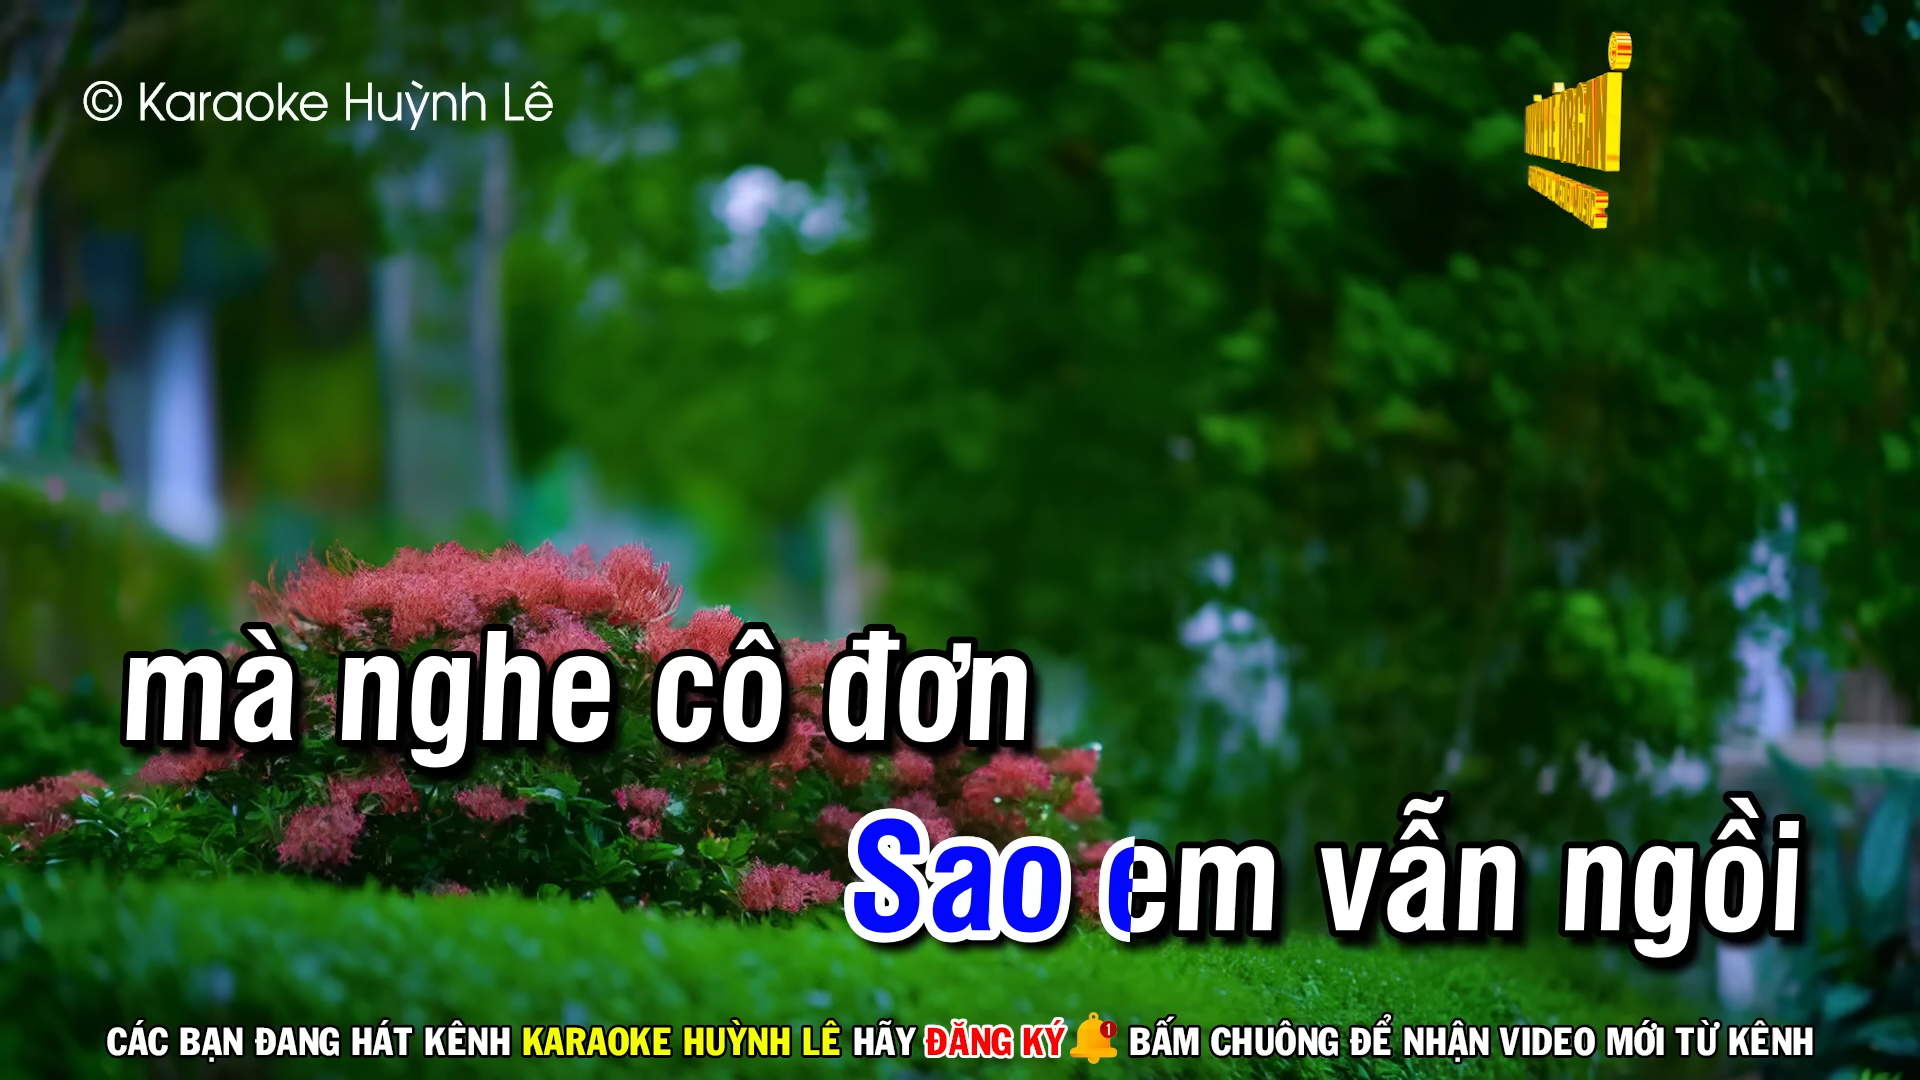 © Karaoke Huỳnh Lê
mà nghe cô đơn
Sao em vẫn ngồi
CÁC BẠN ĐANG HÁT KÊNH KARAOKE HUỲNH LÊ HÃY ĐĂNG KÝ 1 BẤM CHUÔNG ĐỂ NHẬN VIDEO MỚI TỪ KÊNH